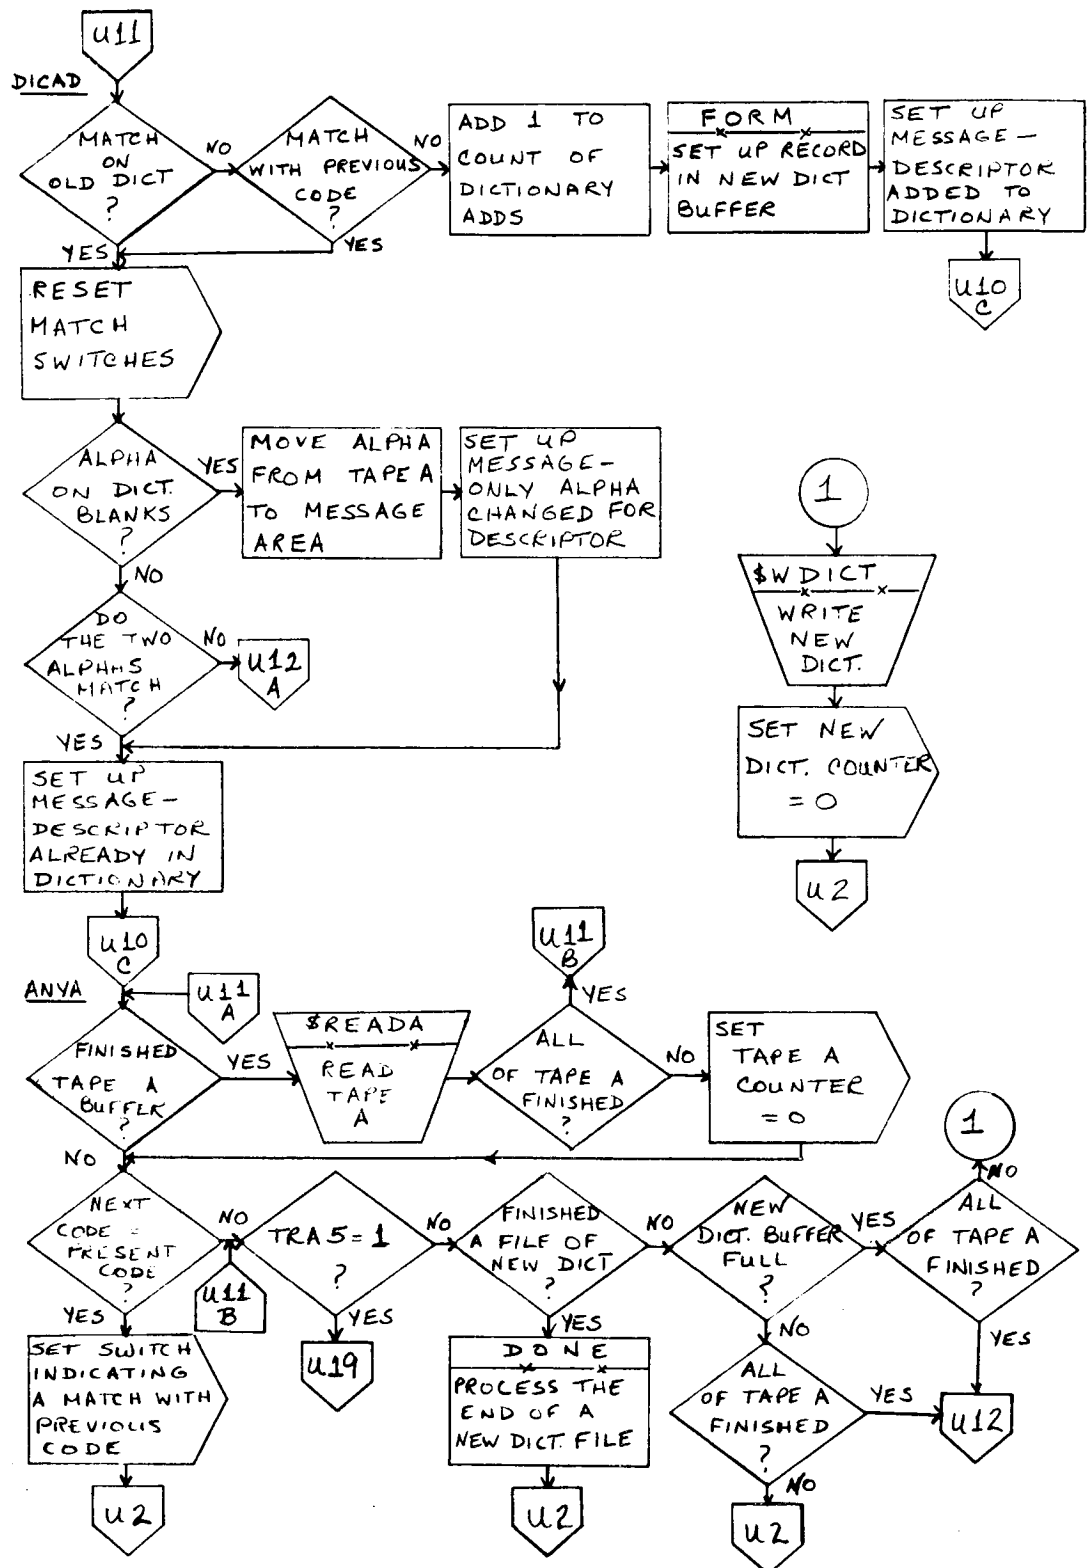 U11
DICAD
MATCH
ON
OLD DICT
?
NO
YES
MATCH
WITH PREVIOUS
CODE
?
NO
YES
ADD 1 TO
COUNT OF
DICTIONARY
ADDS
FORM
SET UP RECORD
IN NEW DICT
BUFFER
SET UP
MESSAGE-
DESCRIPTOR
ADDED TO
DICTIONARY
U10
C
RESET
MATCH
SWITCHES
ALPHA
ON DICT.
BLANKS
?
YES
NO
MOVE ALPHA
FROM TAPE A
TO MESSAGE
AREA
SET UP
MESSAGE-
ONLY ALPHA
CHANGED FOR
DESCRIPTOR
DO
THE TWO
ALPHAS
MATCH
?
NO
U12
A
YES
1
$WDICT
WRITE
NEW
DICT.
SET NEW
DICT. COUNTER
= 0
U2
SET UP
MESSAGE-
DESCRIPTOR
ALREADY IN
DICTIONARY
U10
C
ANYA
U11
A
FINISHED
TAPE A
BUFFER
?
YES
NO
$READA
READ
TAPE
A
U11
B
YES
ALL
OF TAPE A
FINISHED
?
NO
SET
TAPE A
COUNTER
= 0
NEXT
CODE =
PRESENT
CODE
?
NO
YES
U11
B
TRA5=1
?
NO
YES
U19
FINISHED
A FILE OF
NEW DICT
?
NO
YES
NEW
DICT. BUFFER
FULL
?
YES
NO
1
NO
ALL
OF TAPE A
FINISHED
?
YES
SET SWITCH
INDICATING
A MATCH WITH
PREVIOUS
CODE
U2
DONE
PROCESS THE
END OF A
NEW DICT. FILE
U2
ALL
OF TAPE A
FINISHED
?
YES
U12
NO
U2